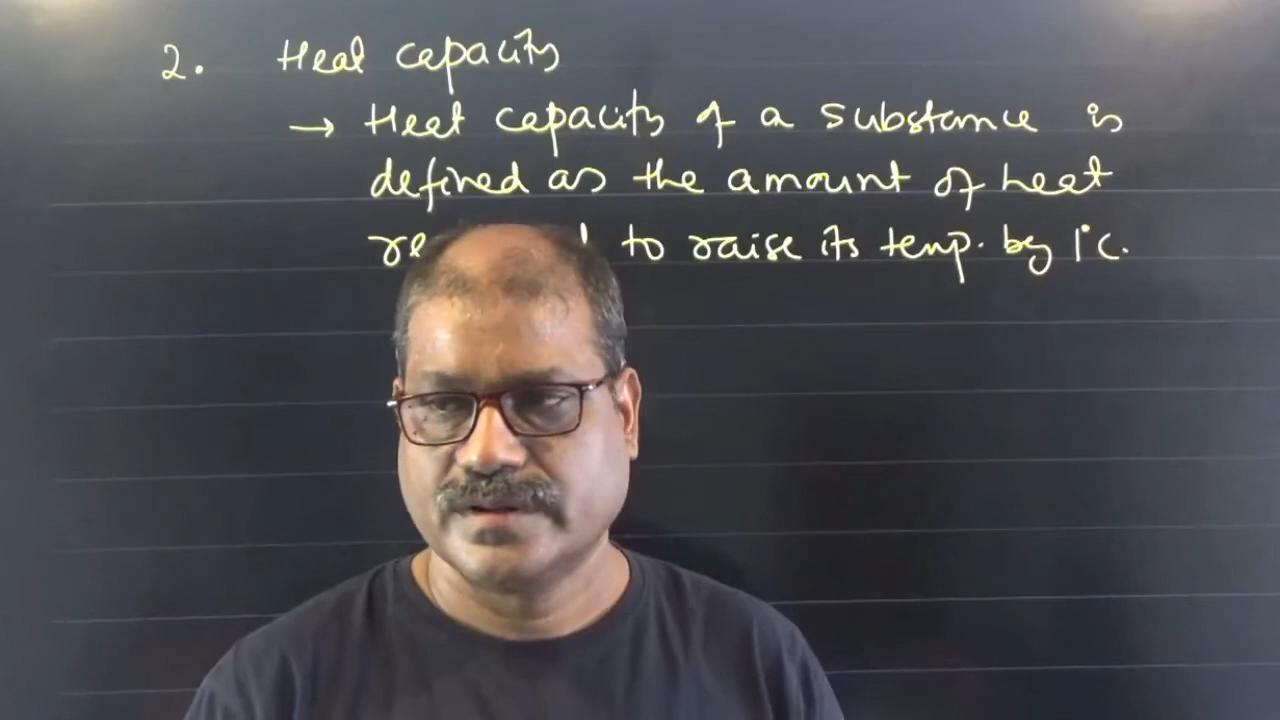 2. Heat capacity
→ Heat capacity of a substance is
defined as the amount of heat
to raise its temp. by 1°c.